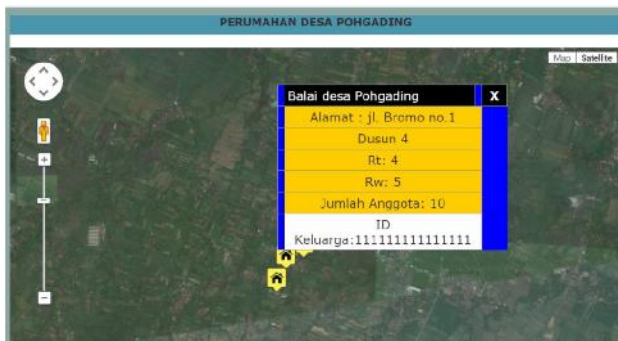 PERUMAHAN DESA POHGADING
Map Satellite
Balai desa Pohgading X
Alamat : jl. Bromo no.1
Dusun 4
Rt: 4
Rw: 5
Jumlah Anggota: 10
ID
Keluarga:111111111111111